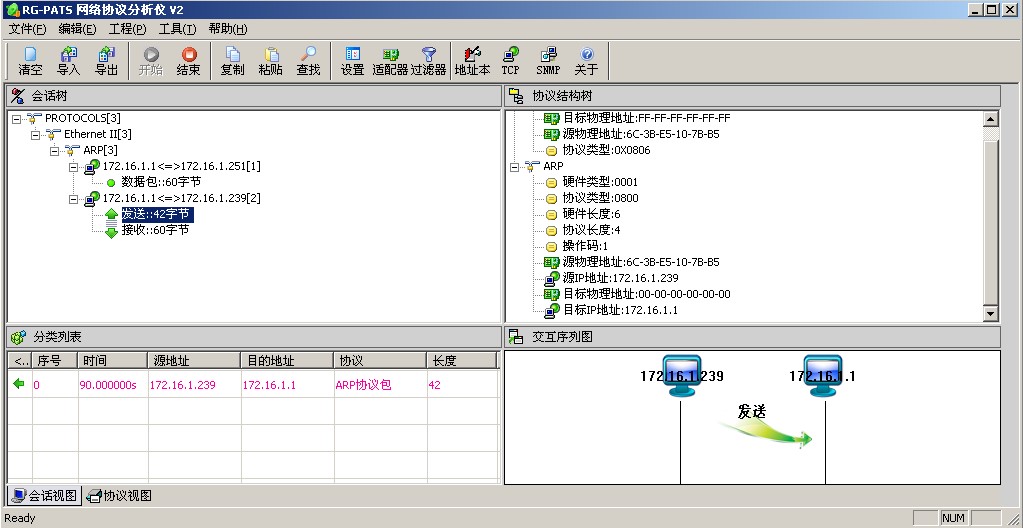 RG-PATS 网络协议分析仪 V2
文件(F) 编辑(E) 工程(P) 工具(T) 帮助(H)
清空 导入 导出 开始 结束 复制 粘贴 查找 设置 适配器 过滤器 地址本 TCP SNMP 关于
会话树
PROTOCOLS[3]
Ethernet II[3]
ARP[3]
172.16.1.1<=>172.16.1.251[1]
数据包::60字节
172.16.1.1<=>172.16.1.239[2]
发送::42字节
接收::60字节
协议结构树
目标物理地址:FF-FF-FF-FF-FF-FF
源物理地址:6C-3B-E5-10-7B-B5
协议类型:0X0806
ARP
硬件类型:0001
协议类型:0800
硬件长度:6
协议长度:4
操作码:1
源物理地址:6C-3B-E5-10-7B-B5
源IP地址:172.16.1.239
目标物理地址:00-00-00-00-00-00
目标IP地址:172.16.1.1
分类列表
<.. 序号 时间 源地址 目的地址 协议 长度
0 90.000000s 172.16.1.239 172.16.1.1 ARP协议包 42
交互序列图
172.16.1.239 172.16.1.1
发送
会话视图 协议视图
Ready NUM